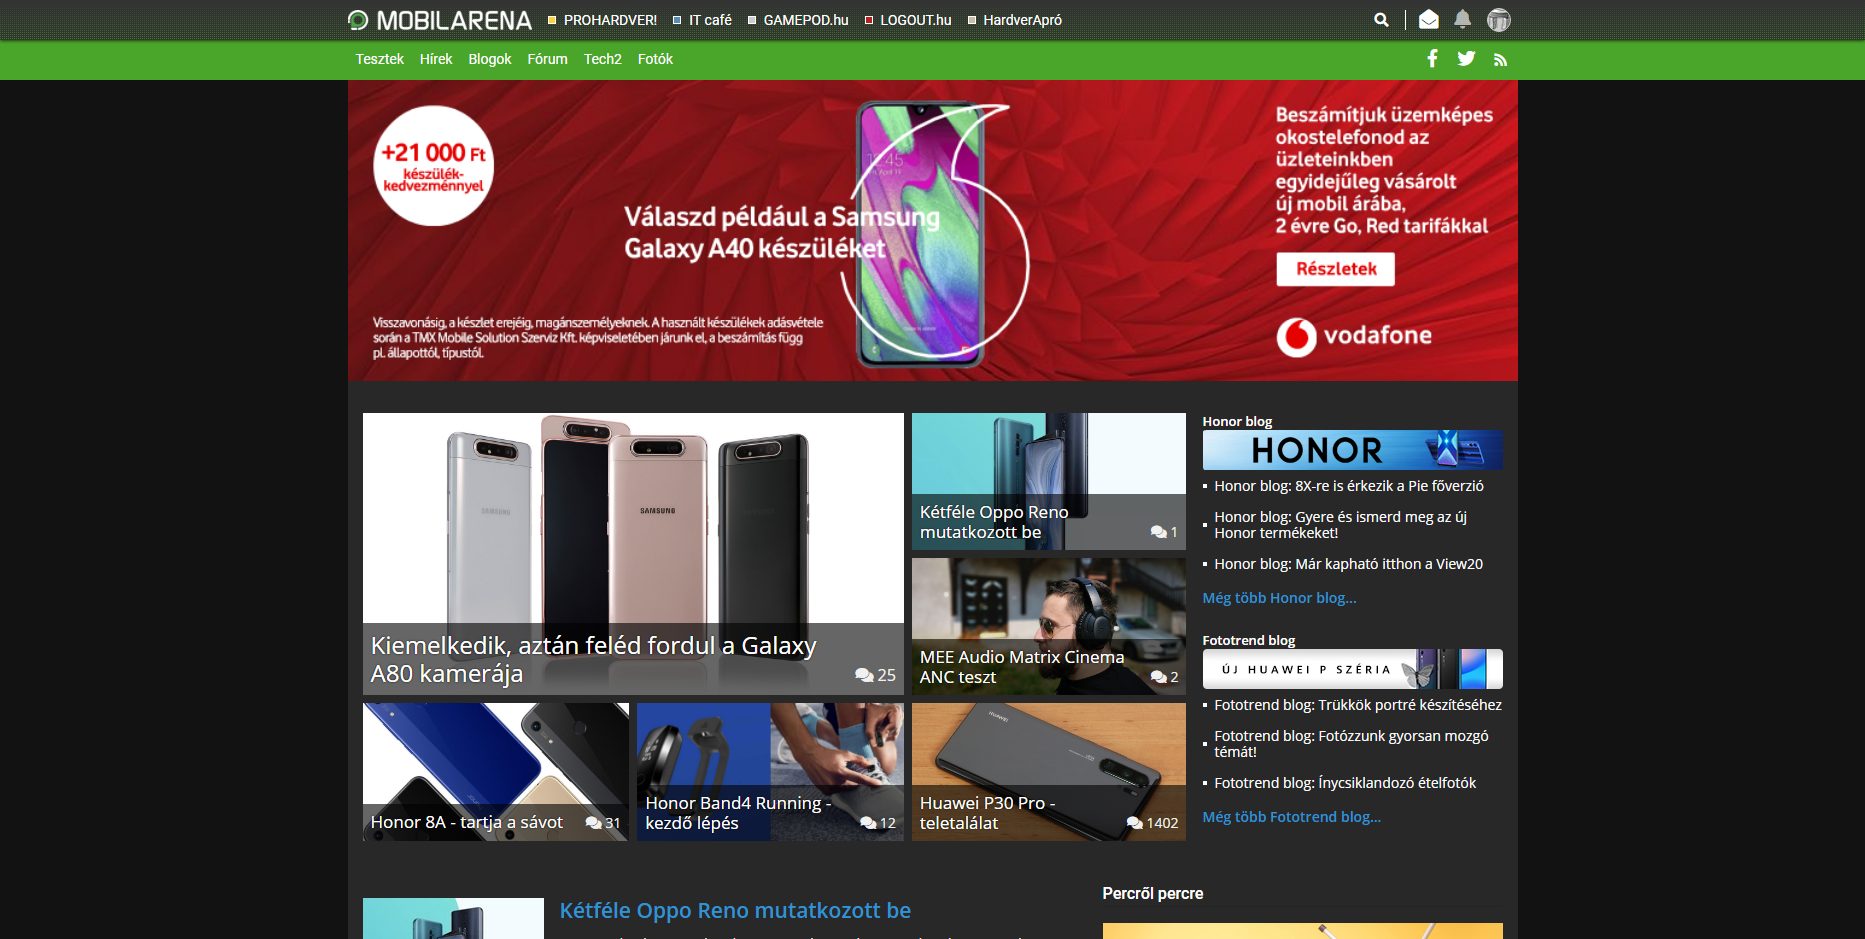 MOBILARENA PROHARDVER! IT café GAMEPOD.hu LOGOUT.hu HardverApró
Tesztek Hírek Blogok Fórum Tech2 Fotók
+21 000 Ft
készülék-
kedvezménnyel
Válaszd például a Samsung
Galaxy A40 készüléket
Visszavonásig, a készlet erejéig, magánszemélyeknek. A használt készülékek adásvétele
során a TMX Mobile Solution Szerviz Kft. képviseletében járunk el, a beszámítás függ
pl. állapottól, típustól.
Beszámítjuk üzemképes
okostelefonod az
üzleteinkben
egyidejűleg vásárolt
új mobil árába,
2 évre Go, Red tarifákkal
Részletek
vodafone
SAMSUNG
SAMSUNG
Kiemelkedik, aztán feléd fordul a Galaxy
A80 kamerája 25
Kétféle Oppo Reno
mutatkozott be 1
MEE Audio Matrix Cinema
ANC teszt 2
Honor 8A - tartja a sávot 31
Honor Band4 Running -
kezdő lépés 12
HUAWEI
Huawei P30 Pro -
teletalálat 1402
Honor blog
HONOR
Honor blog: 8X-re is érkezik a Pie főverzió
Honor blog: Gyere és ismerd meg az új
Honor termékeket!
Honor blog: Már kapható itthon a View20
Még több Honor blog...
Fototrend blog
ÚJ HUAWEI P SZÉRIA
Fototrend blog: Trükkök portré készítéséhez
Fototrend blog: Fotózzunk gyorsan mozgó
témát!
Fototrend blog: Ínycsiklandozó ételfotók
Még több Fototrend blog...
Kétféle Oppo Reno mutatkozott be
Percről percre